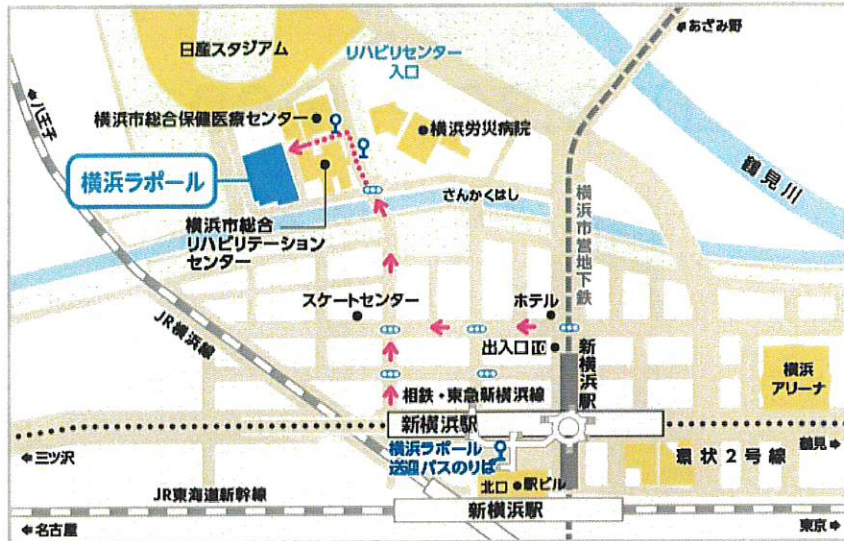 日産スタジアム
リハビリセンター
入口
←あざみ野
←八王子
横浜市総合保健医療センター
横浜労災病院
横浜ラポール
鶴見川
さんかくはし
横浜市総合
リハビリテーション
センター
横浜市営地下鉄
スケートセンター
ホテル
JR横浜線
出入口10
新横浜駅
横浜
アリーナ
相鉄・東急新横浜線
新横浜駅
横浜ラポール
送迎バスのりば
←三ツ沢
環状2号線
鶴見→
北口
駅ビル
JR東海道新幹線
新横浜駅
←名古屋
東京→